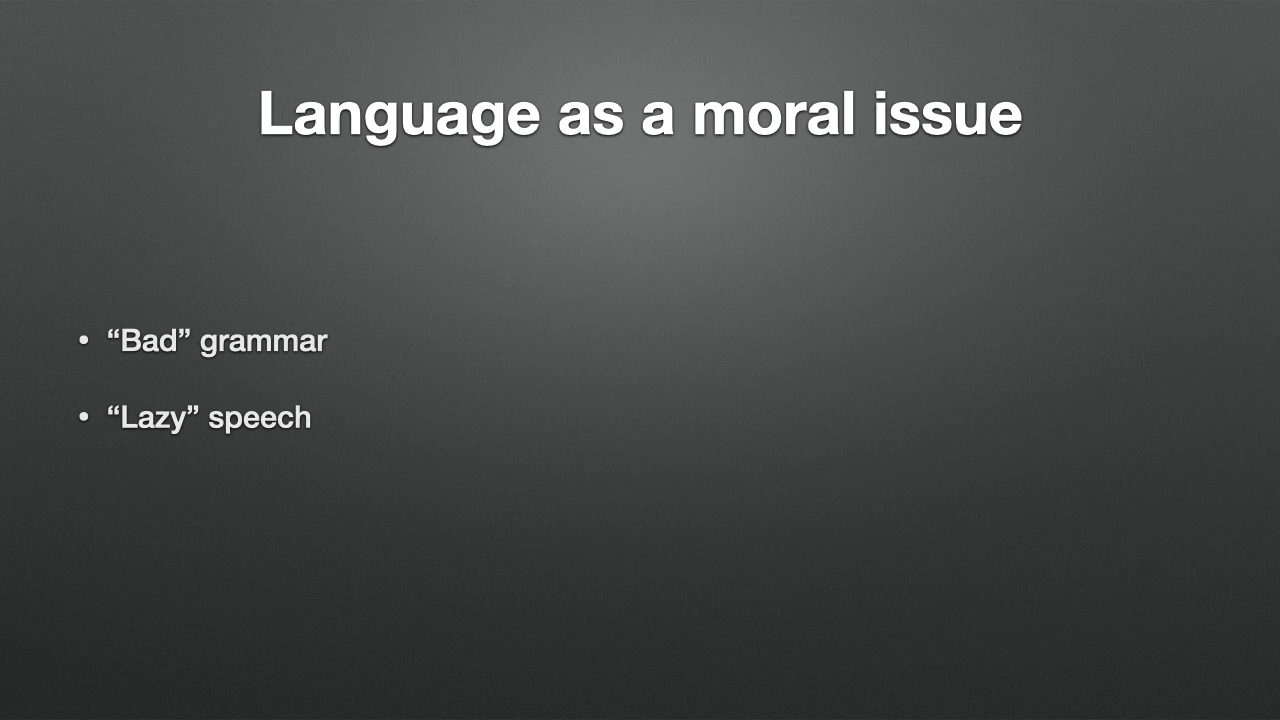 Language as a moral issue
• “Bad” grammar
• “Lazy” speech